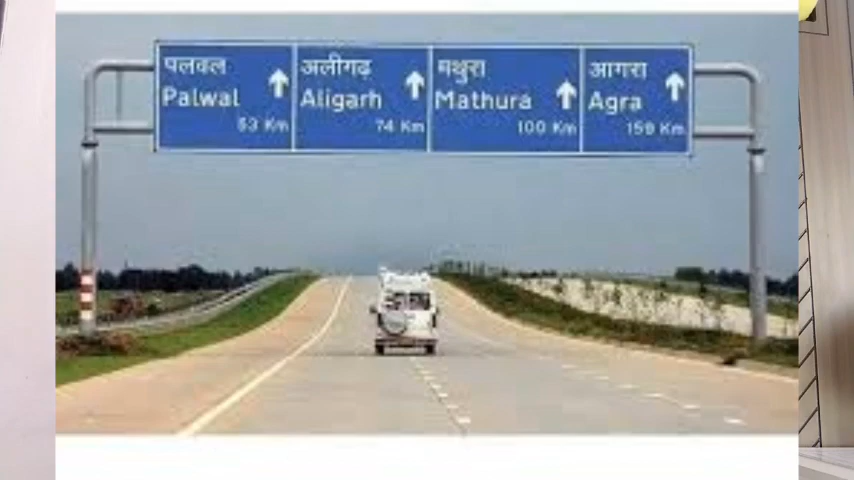 पलवल
Palwal
53 Km
अलीगढ़
Aligarh
74 Km
मथुरा
Mathura
100 Km
आगरा
Agra
159 Km